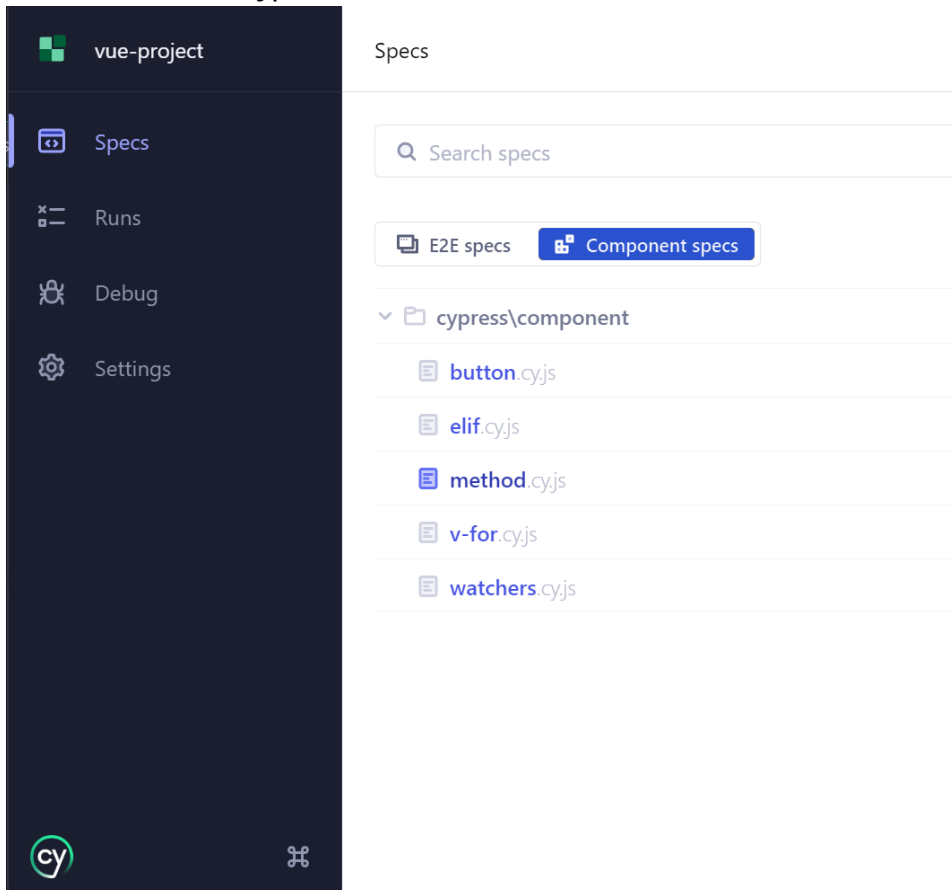 vue-project
Specs
Specs
Runs
Debug
Settings
Search specs
E2E specs
Component specs
cypress\component
button.cy.js
elif.cy.js
method.cy.js
v-for.cy.js
watchers.cy.js
cy